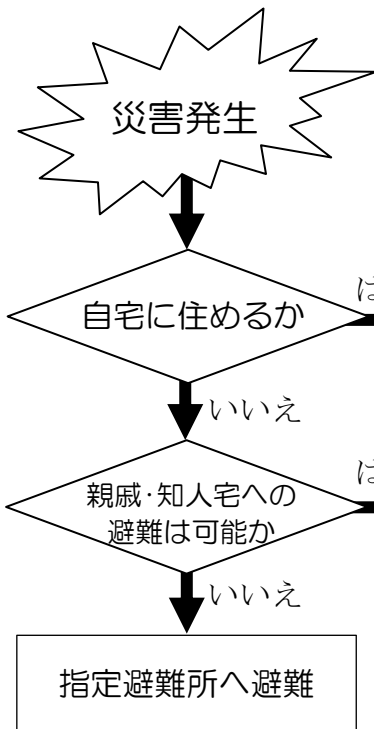 災害発生
自宅に住めるか
は
いいえ
親戚・知人宅への
避難は可能か
は
いいえ
指定避難所へ避難